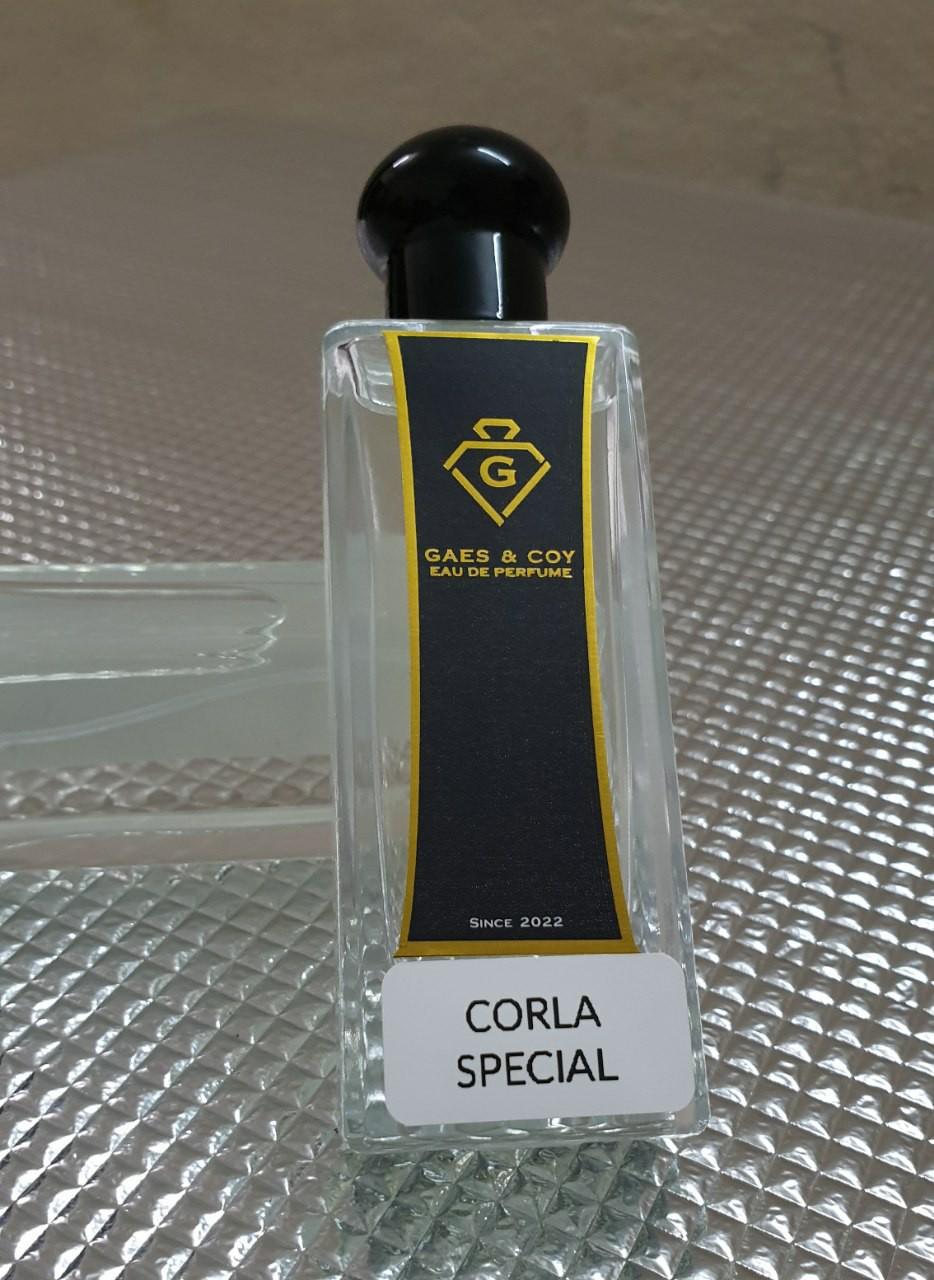 G
GAES & COY
EAU DE PERFUME
SINCE 2022
CORLA
SPECIAL